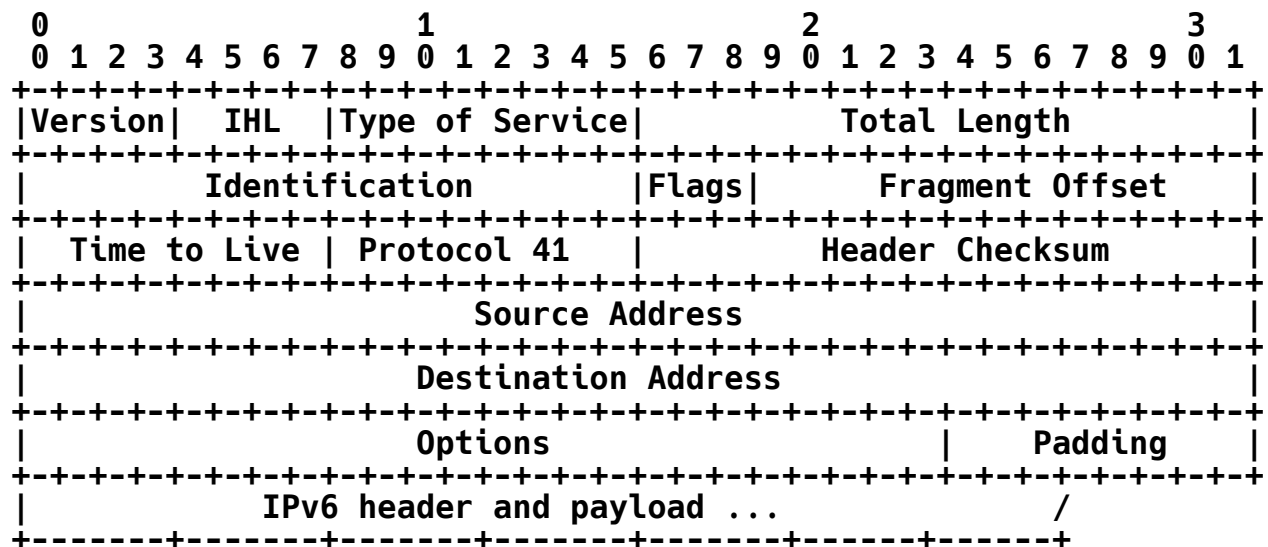 0                   1                   2                   3
 0 1 2 3 4 5 6 7 8 9 0 1 2 3 4 5 6 7 8 9 0 1 2 3 4 5 6 7 8 9 0 1
+-+-+-+-+-+-+-+-+-+-+-+-+-+-+-+-+-+-+-+-+-+-+-+-+-+-+-+-+-+-+-+-+
|Version|  IHL  |Type of Service|          Total Length         |
+-+-+-+-+-+-+-+-+-+-+-+-+-+-+-+-+-+-+-+-+-+-+-+-+-+-+-+-+-+-+-+-+
|         Identification        |Flags|      Fragment Offset    |
+-+-+-+-+-+-+-+-+-+-+-+-+-+-+-+-+-+-+-+-+-+-+-+-+-+-+-+-+-+-+-+-+
|  Time to Live | Protocol 41   |         Header Checksum       |
+-+-+-+-+-+-+-+-+-+-+-+-+-+-+-+-+-+-+-+-+-+-+-+-+-+-+-+-+-+-+-+-+
|                       Source Address                          |
+-+-+-+-+-+-+-+-+-+-+-+-+-+-+-+-+-+-+-+-+-+-+-+-+-+-+-+-+-+-+-+-+
|                    Destination Address                        |
+-+-+-+-+-+-+-+-+-+-+-+-+-+-+-+-+-+-+-+-+-+-+-+-+-+-+-+-+-+-+-+-+
|                    Options                    |    Padding    |
+-+-+-+-+-+-+-+-+-+-+-+-+-+-+-+-+-+-+-+-+-+-+-+-+-+-+-+-+-+-+-+-+
|            IPv6 header and payload ...              /
+-------+-------+-------+-------+-------+------+------+